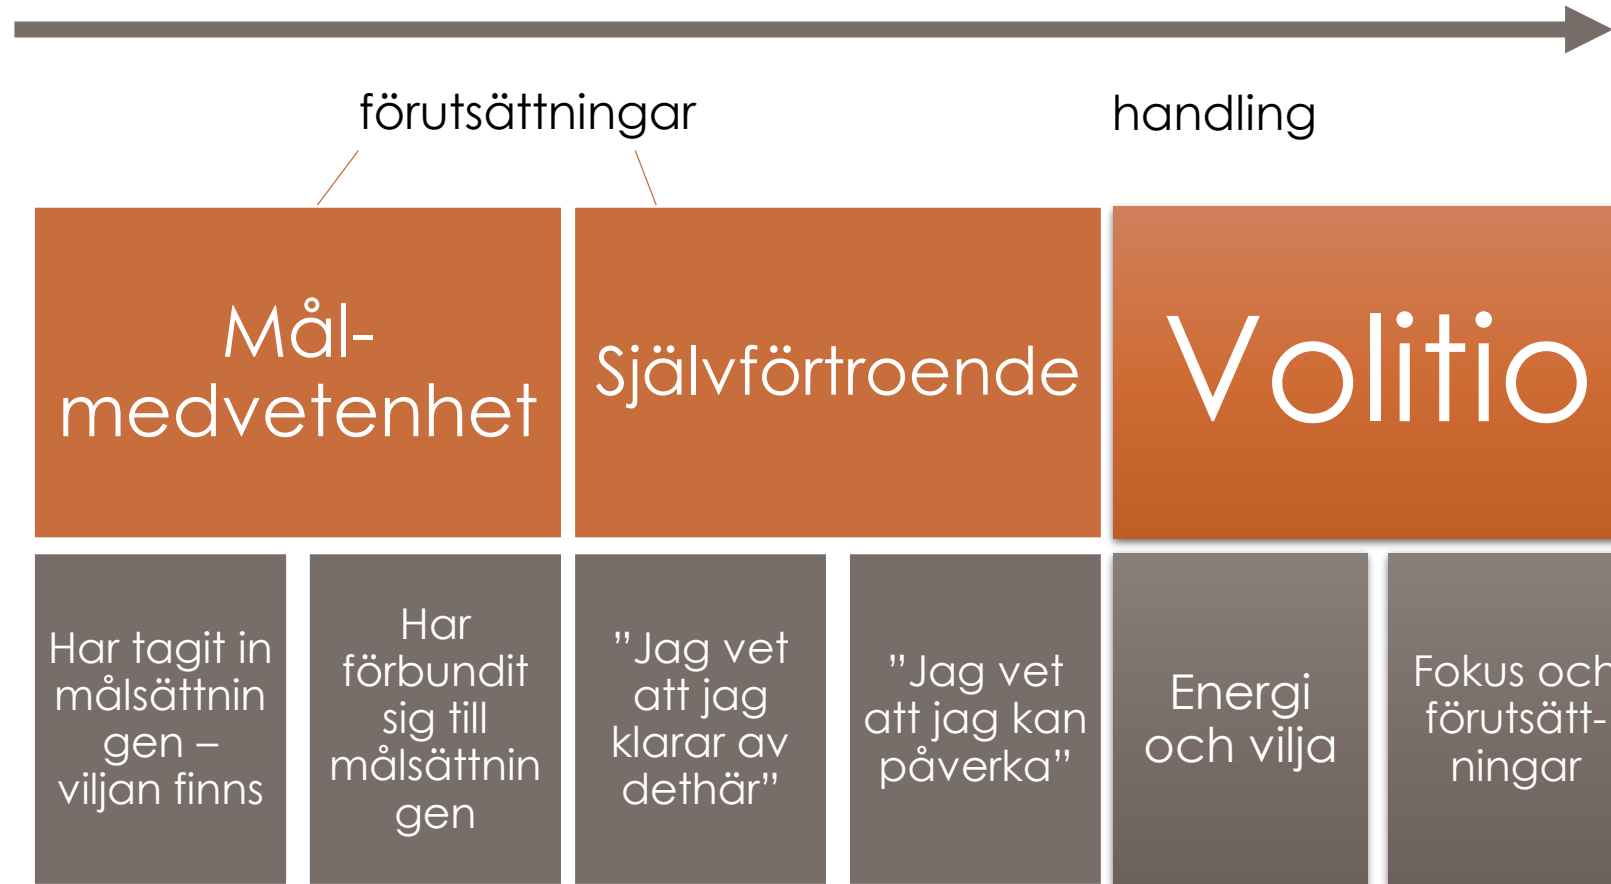 förutsättningar
handling
Mål-
medvetenhet
Självförtroende
Volitio
Har tagit in
målsättnin
gen –
viljan finns
Har
förbundit
sig till
målsättnin
gen
”Jag vet
att jag
klarar av
dethär”
”Jag vet
att jag kan
påverka”
Energi
och vilja
Fokus och
förutsätt-
ningar